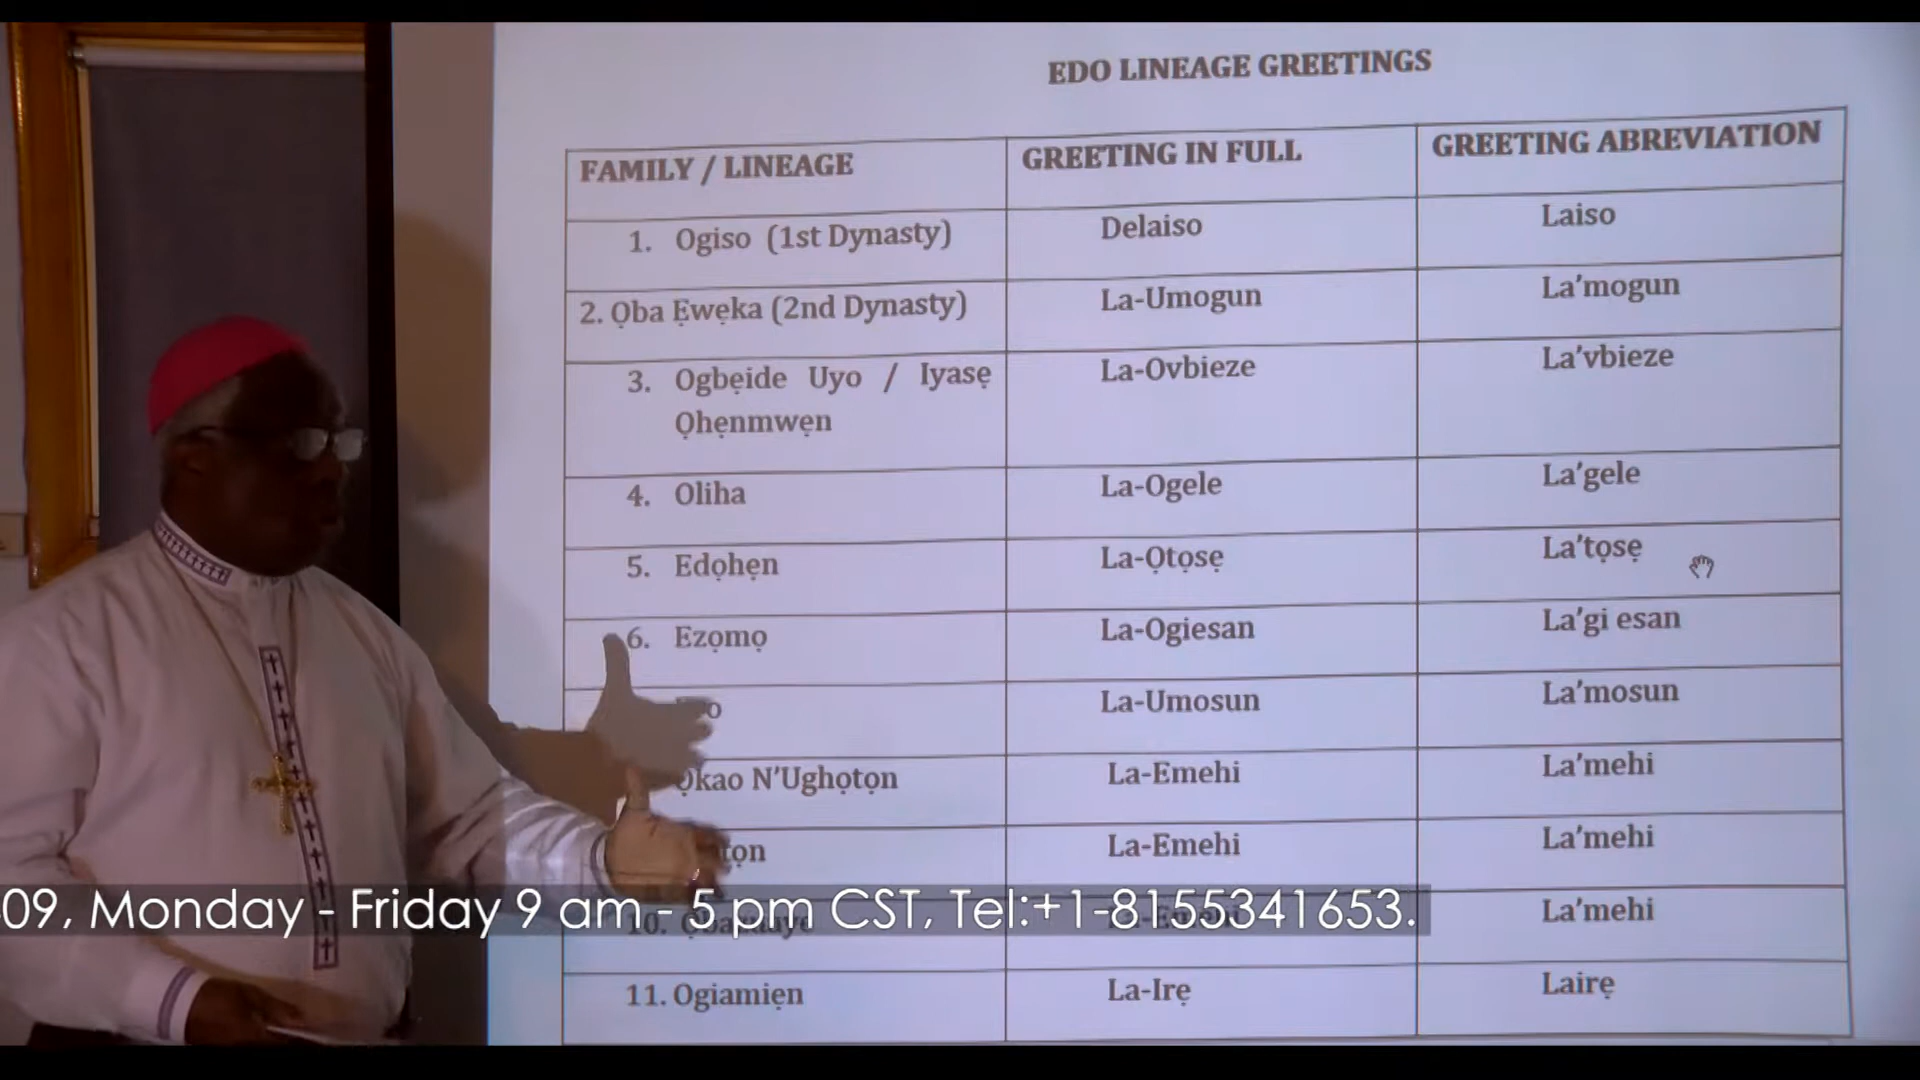 EDO LINEAGE GREETINGS
FAMILY / LINEAGE GREETING IN FULL GREETING ABREVIATION
1. Ogiso (1st Dynasty) Delaiso Laiso
2. Ọba Ẹwẹka (2nd Dynasty) La-Umogun La'mogun
3. Ogbẹide Uyo / Iyasẹ La-Ovbieze La'vbieze
Ọhẹnmwẹn
4. Oliha La-Ogele La'gele
5. Edọhẹn La-Ọtọsẹ La'tọsẹ
6. Ezọmọ La-Ogiesan La'gi esan
La-Umosun La'mosun
Ọkao N'Ughọtọn La-Emehi La'mehi
La-Emehi La'mehi
10. La-Emehi La'mehi
09, Monday - Friday 9 am - 5 pm CST, Tel:+1-8155341653.
11. Ogiamiẹn La-Irẹ Lairẹ